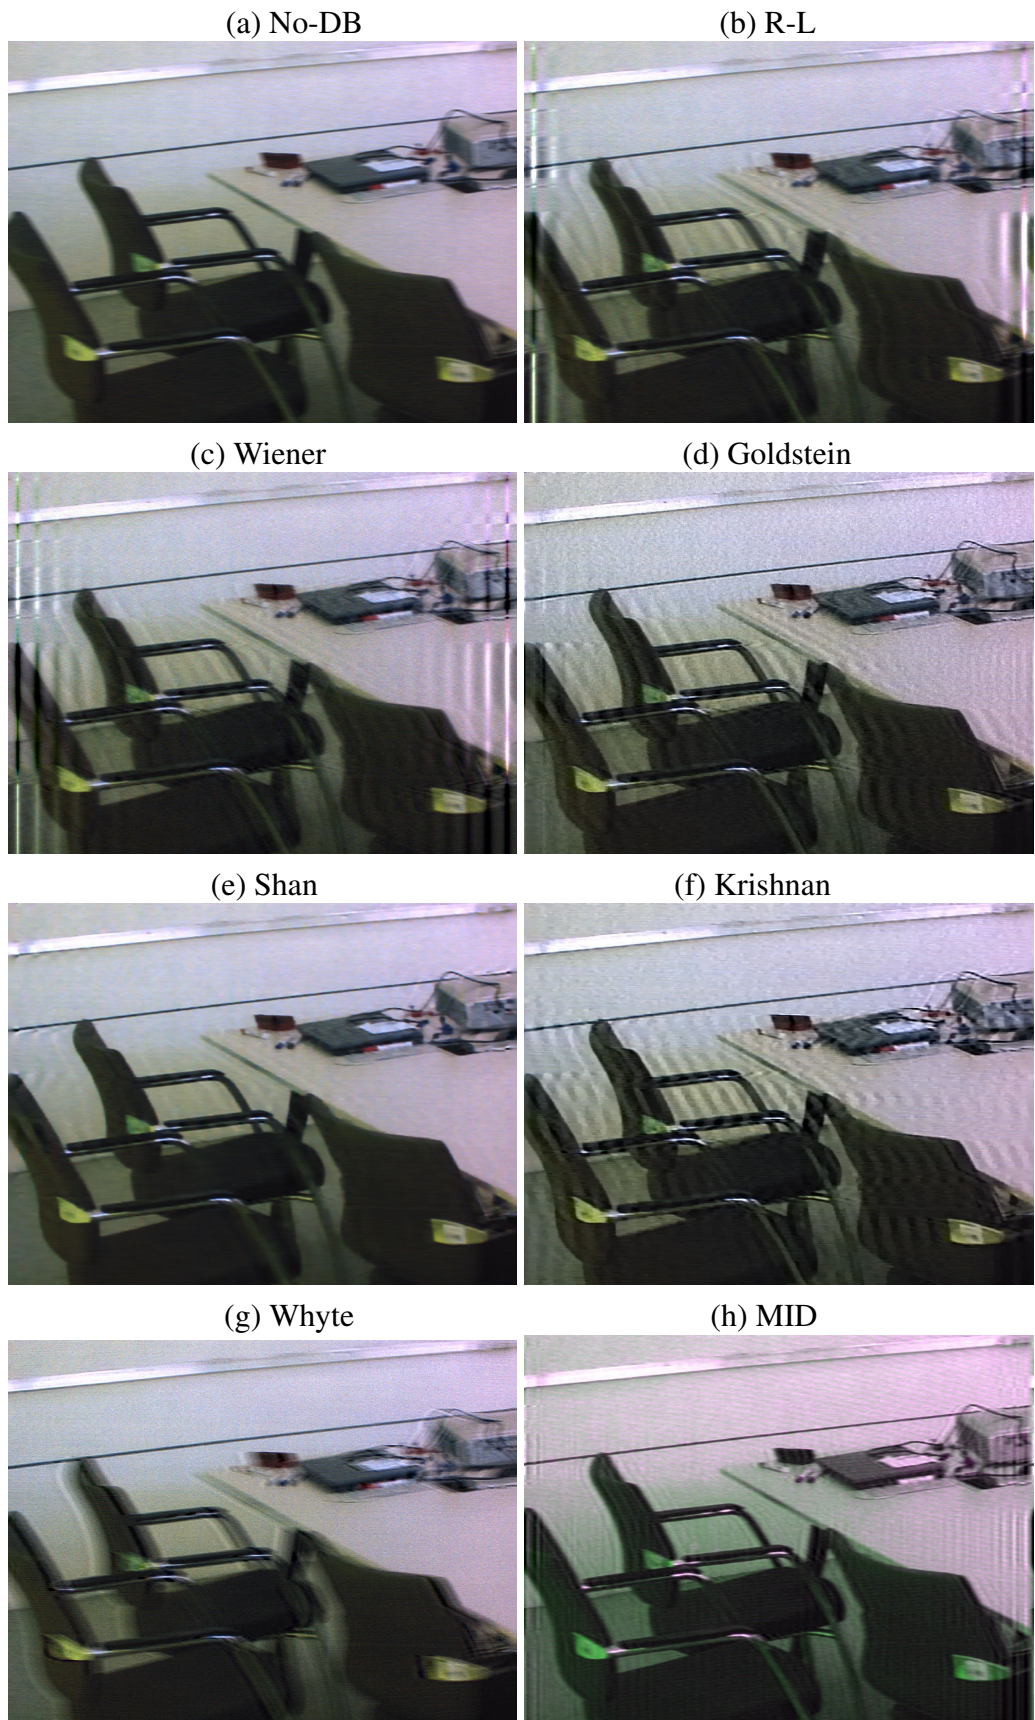 (a) No-DB
(b) R-L
(c) Wiener
(d) Goldstein
(e) Shan
(f) Krishnan
(g) Whyte
(h) MID